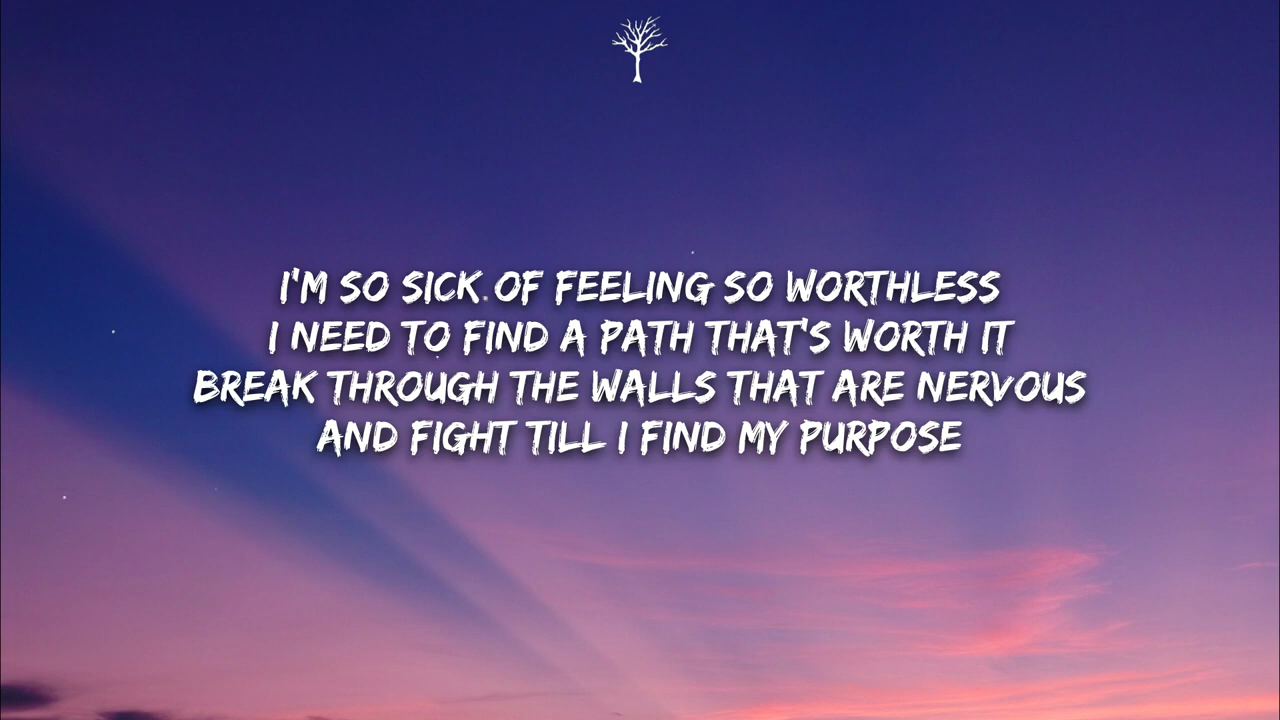 I'M SO SICK OF FEELING SO WORTHLESS
I NEED TO FIND A PATH THAT'S WORTH IT
BREAK THROUGH THE WALLS THAT ARE NERVOUS
AND FIGHT TILL I FIND MY PURPOSE